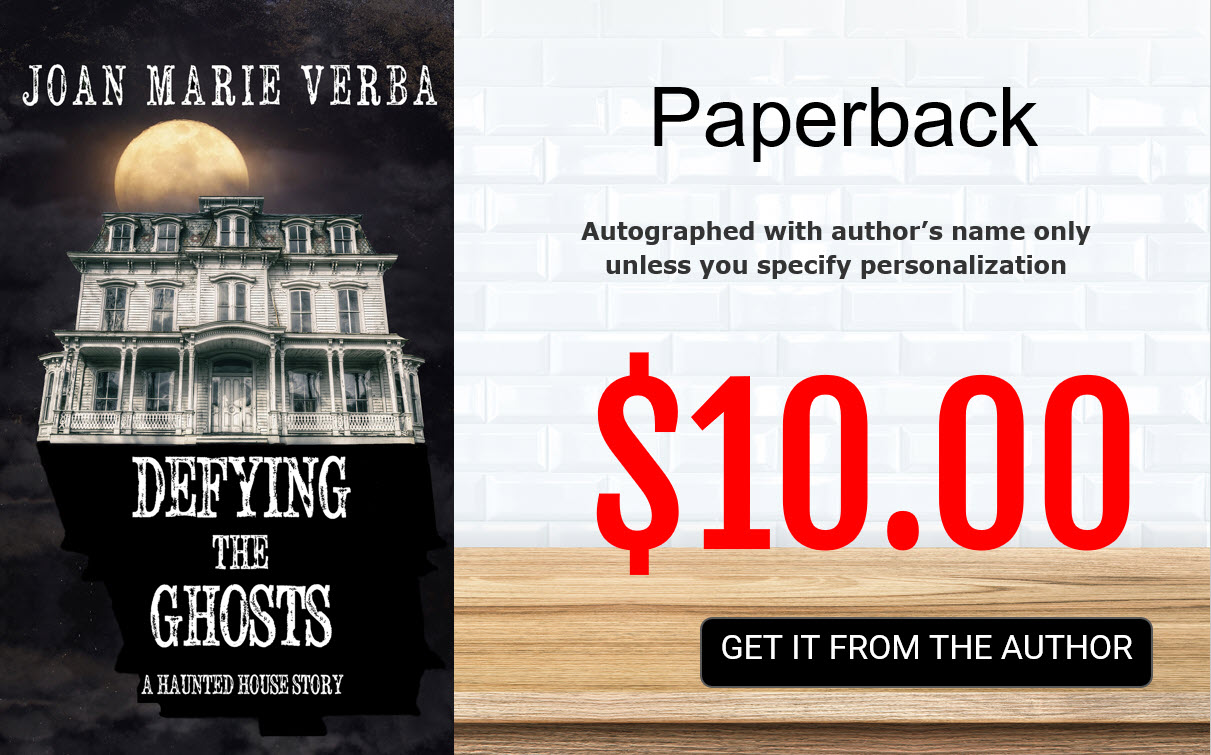 JOAN MARIE VERBA
DEFYING
THE
GHOSTS
A HAUNTED HOUSE STORY
Paperback
Autographed with author’s name only
unless you specify personalization
$10.00
GET IT FROM THE AUTHOR